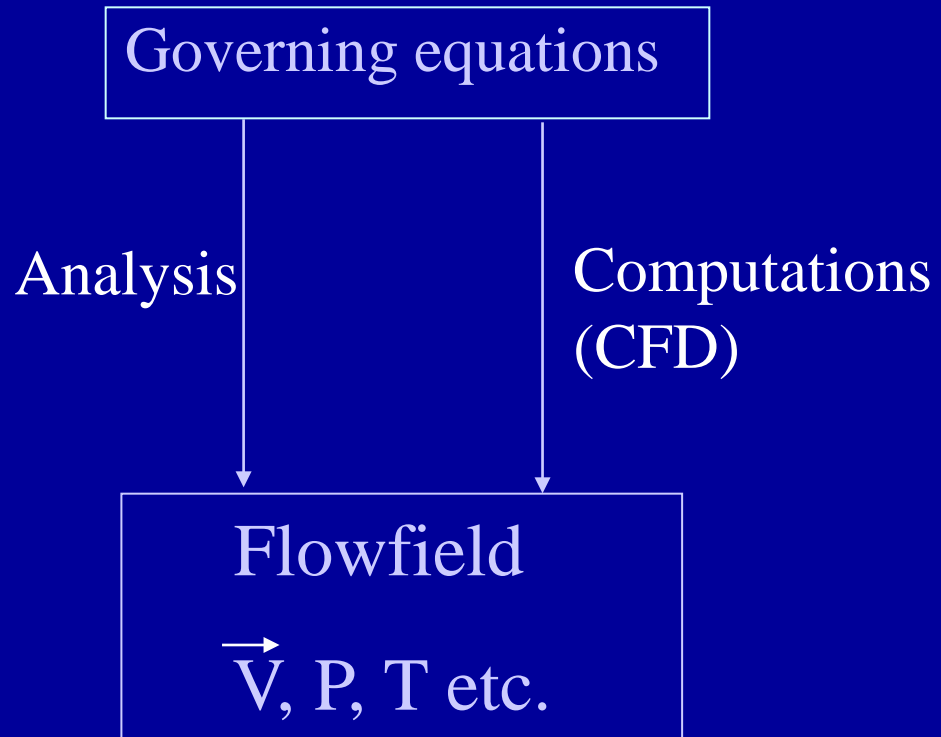 Governing equations
Analysis
Computations
(CFD)
Flowfield
V⃗, P, T etc.